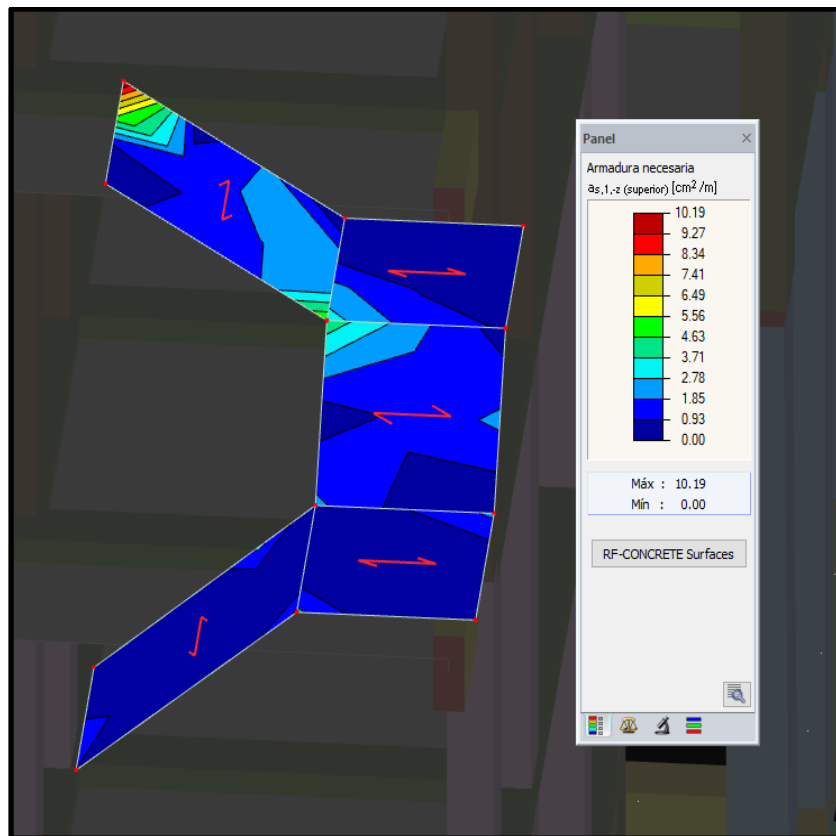 Panel
Armadura necesaria
as,1,-z (superior) [cm²/m]
10.19
9.27
8.34
7.41
6.49
5.56
4.63
3.71
2.78
1.85
0.93
0.00
Máx : 10.19
Mín : 0.00
RF-CONCRETE Surfaces